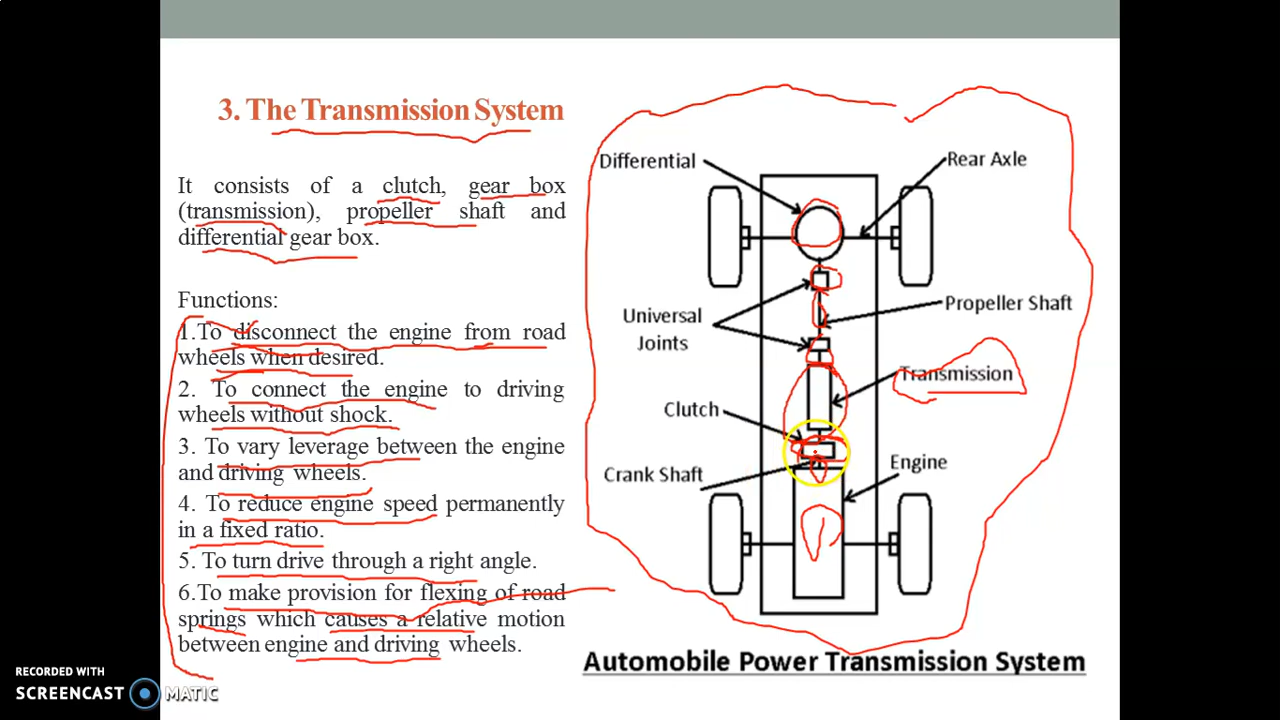 3. The Transmission System
It consists of a clutch, gear box
(transmission), propeller shaft and
differential gear box.
Functions:
1.To disconnect the engine from road
wheels when desired.
2. To connect the engine to driving
wheels without shock.
3. To vary leverage between the engine
and driving wheels.
4. To reduce engine speed permanently
in a fixed ratio.
5. To turn drive through a right angle.
6.To make provision for flexing of road
springs which causes a relative motion
between engine and driving wheels.
Differential
Rear Axle
Universal
Joints
Propeller Shaft
Transmission
Clutch
Crank Shaft
Engine
Automobile Power Transmission System
RECORDED WITH
SCREENCAST MATIC